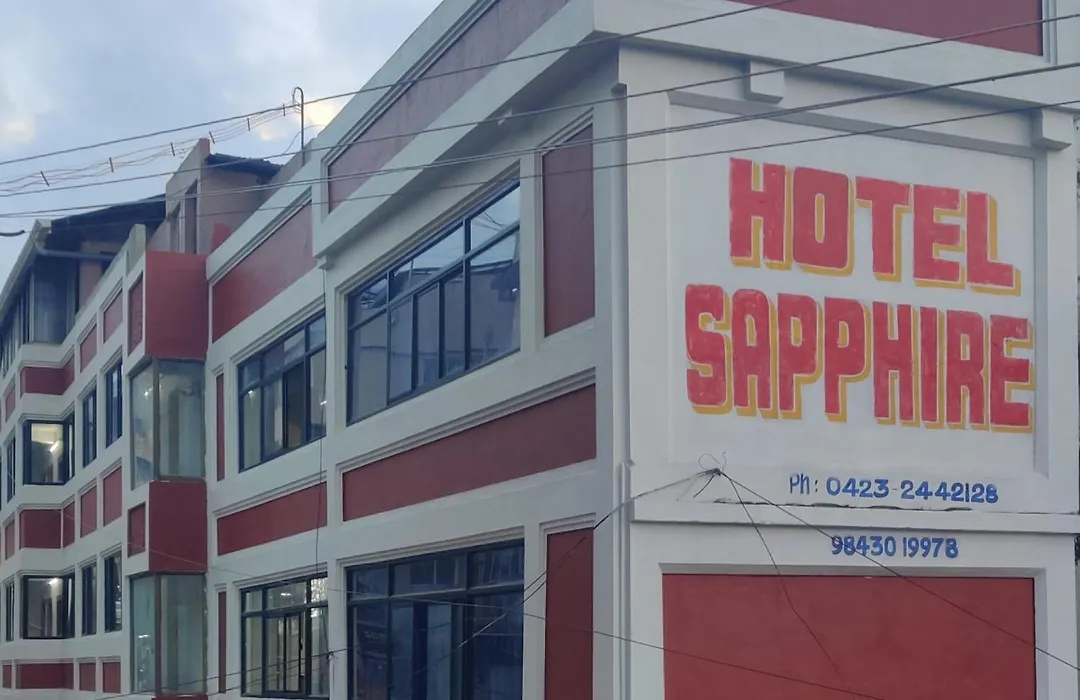 HOTEL
SAPPHIRE
Ph: 0423-2442128
98430 19978